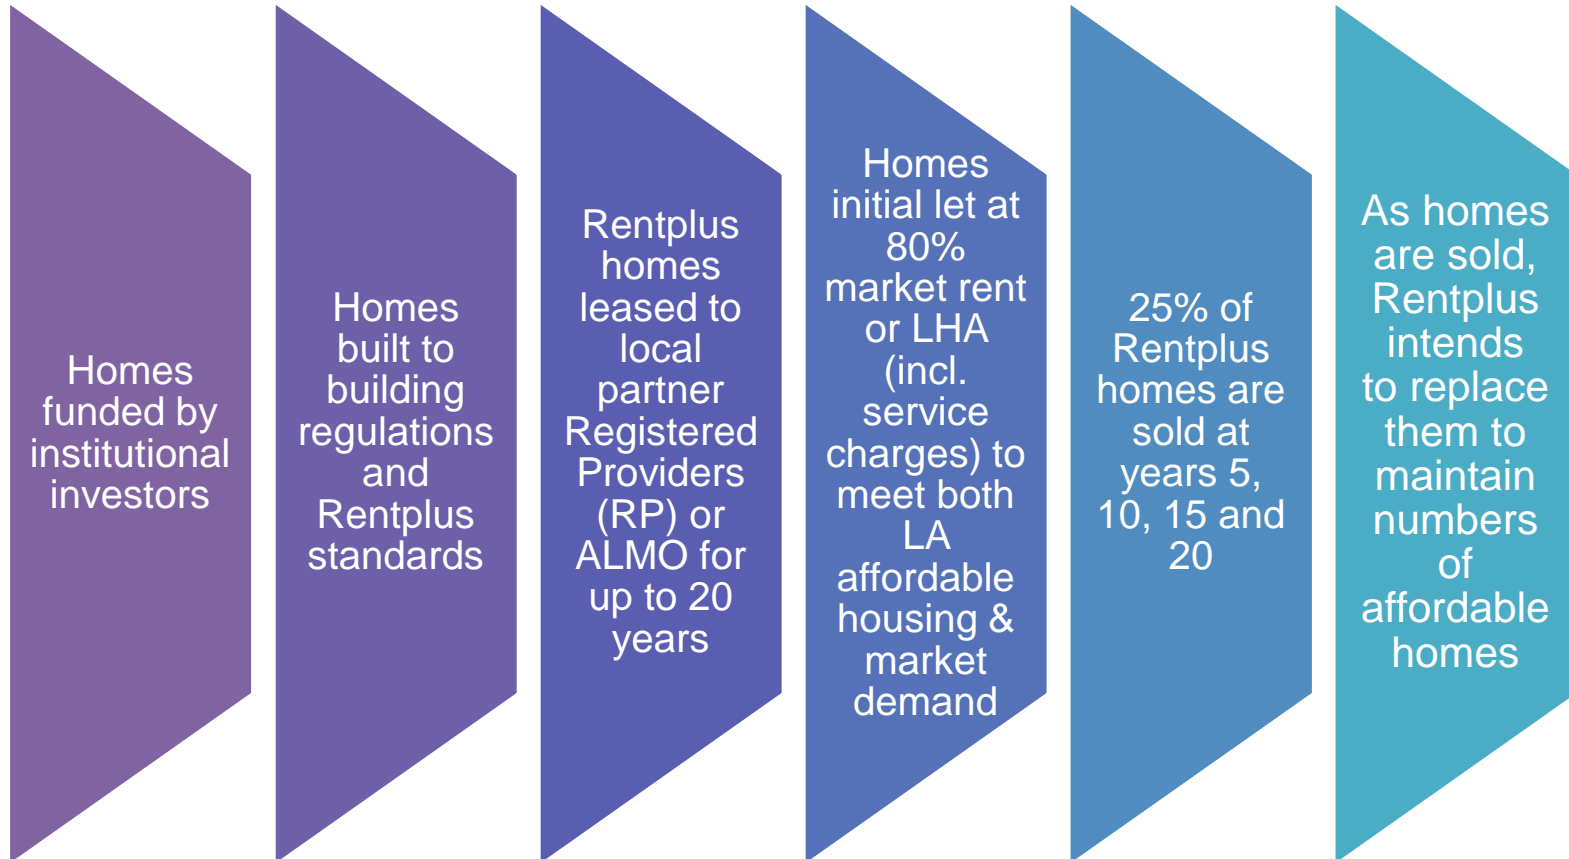 Homes
funded by
institutional
investors
Homes
built to
building
regulations
and
Rentplus
standards
Rentplus
homes
leased to
local
partner
Registered
Providers
(RP) or
ALMO for
up to 20
years
Homes
initial let at
80%
market rent
or LHA
(incl.
service
charges) to
meet both
LA
affordable
housing &
market
demand
25% of
Rentplus
homes are
sold at
years 5,
10, 15 and
20
As homes
are sold,
Rentplus
intends
to replace
them to
maintain
numbers
of
affordable
homes